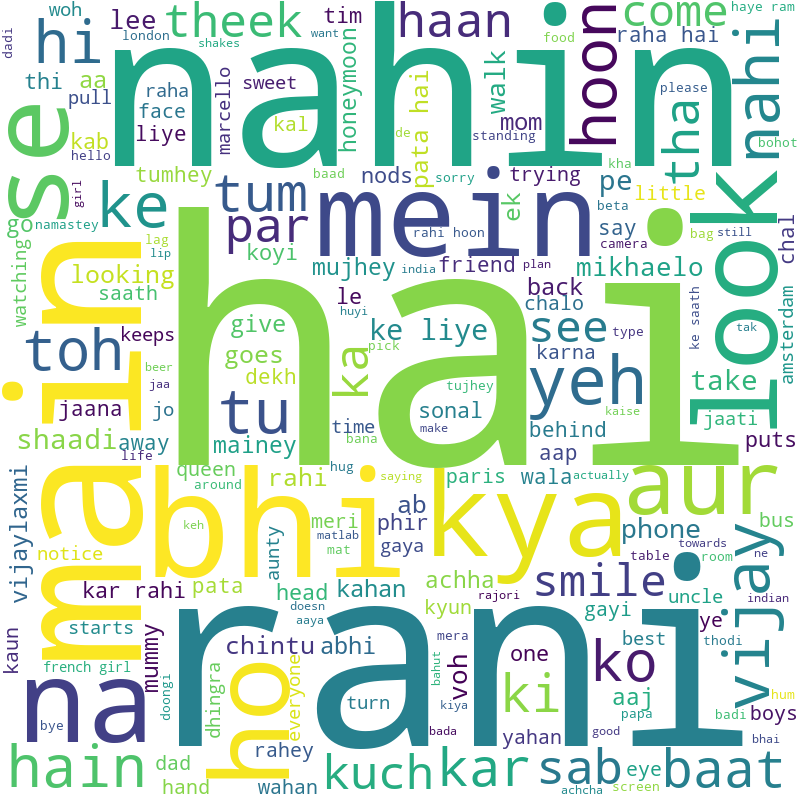 dadi woh lee theek tim haan come haye ram
london shakes want food raha hai
hi nahin hoon nahi
thi aa raha sweet honeymoon walk please
pull face marcello kal pata hai mom tha bohot
kab liye de standing
hello se girl tumhey baad nods sorry trying kha pe little look
ke tum mein ek beta bag chal
go namastey par rahi hoon say camera still
watching lag koyi
lip looking mujhey india friend plan mikhaelo
saath le back ke saath amsterdam
main hai huyi chalo
toh keeps give ke liye see type tak
goes ka pick karna take
beer dekh yeh
jaa tu tujhey
jaana jo sonal kaise jaati
shaadi away time make behind puts
mainey bana aap
life queen hug rahi saying paris wala actually aur
vijaylaxmi around bhi kya
ab
keh meri phir phone bus
notice aunty matlab gaya towards
mat table room ne
kar rahi pata head kahan achha smile vijay
rajori uncle indian
starts doesn rani kyun gayi ye
kaun mummy aaya best thodi
chintu abhi mera one ko
french girl voh
na doongi ho everyone bahut ki aaj hum
dhingra turn kiya papa badi boys
bye bada yahan good bhai
hain dad rahey kuch kar sab eye baat
hand wahan achcha screen